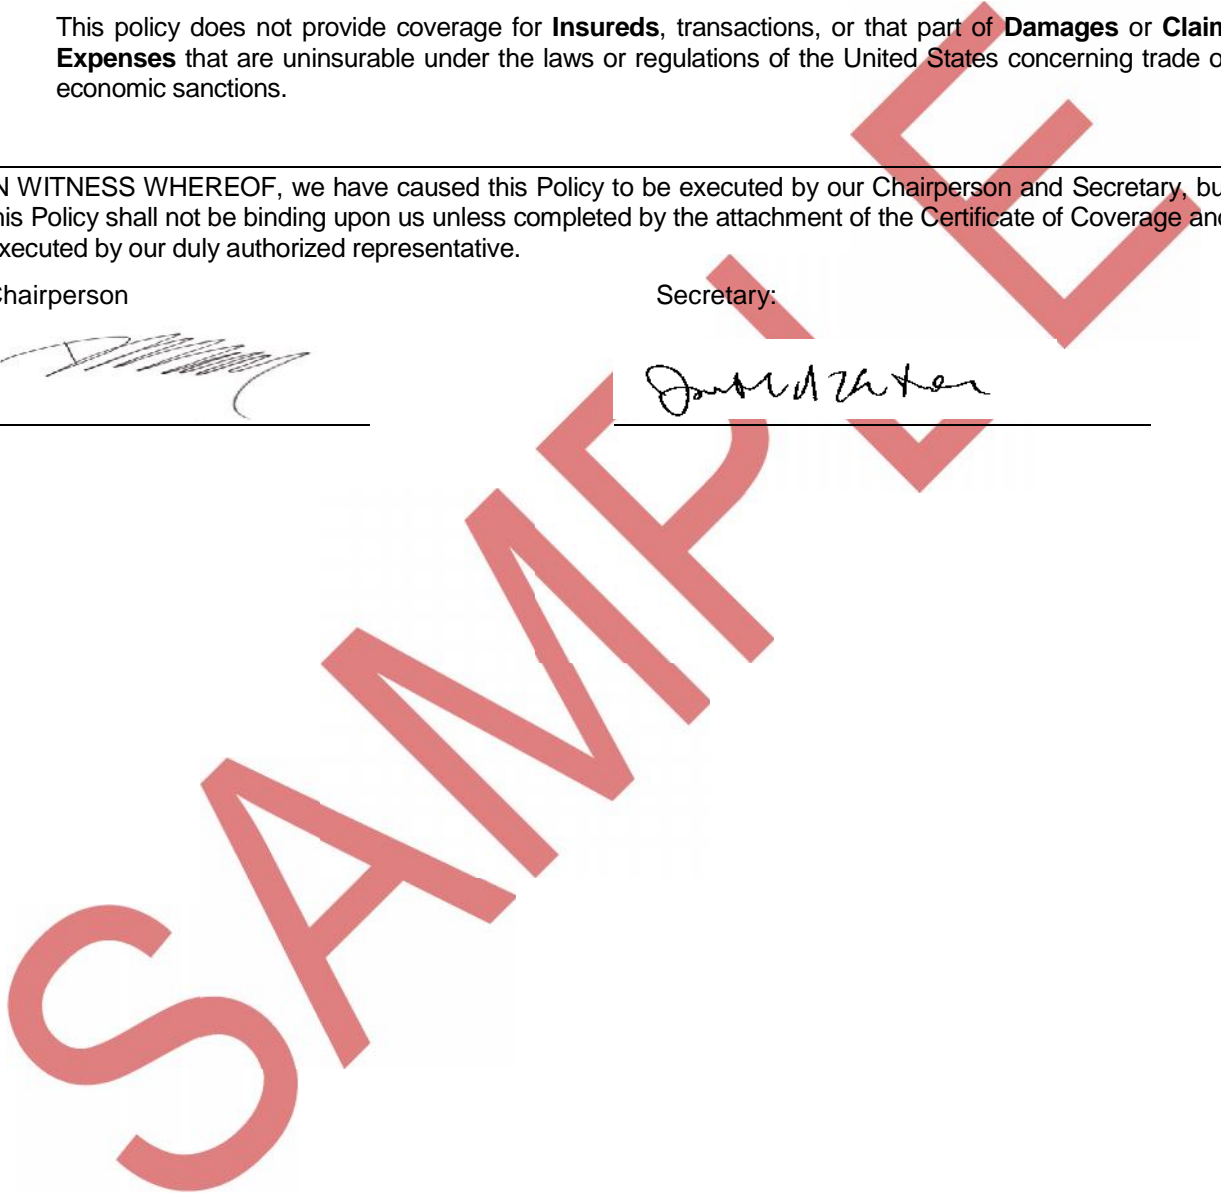 This policy does not provide coverage for Insureds, transactions, or that part of Damages or Claim
Expenses that are uninsurable under the laws or regulations of the United States concerning trade o
economic sanctions.
N WITNESS WHEREOF, we have caused this Policy to be executed by our Chairperson and Secretary, bu
his Policy shall not be binding upon us unless completed by the attachment of the Certificate of Coverage and
xecuted by our duly authorized representative.
Chairperson Secretary:
SAMPLE